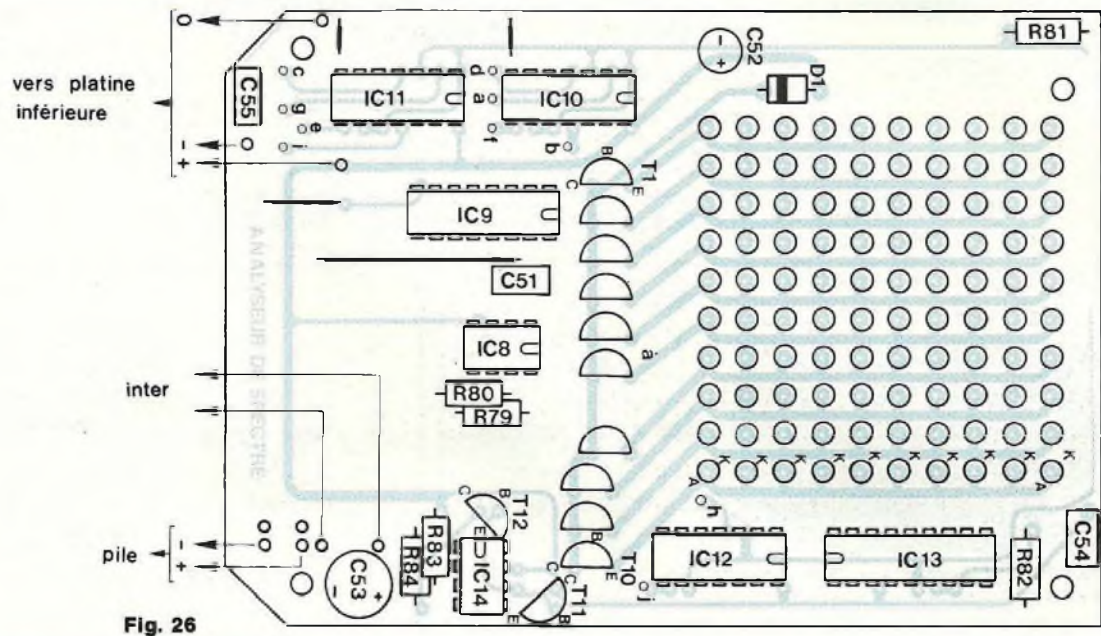 O
vers platine
inférieure
-
+
C55
c
g
e
i
IC11
d
a
f
b
IC10
-
+
C52
D1
R81
B
C
E
T1
IC9
C51
IC8
R80
R79
a
ANALYSEUR DE SPECTRE
inter
pile
-
+
C53
-
+
R84
R83
C
B
E
T12
IC14
B
E
C
T10
C
B
E
T11
j
h
IC12
IC13
R82
C54
A
K
K
K
K
K
K
K
K
K
K
A
Fig. 26